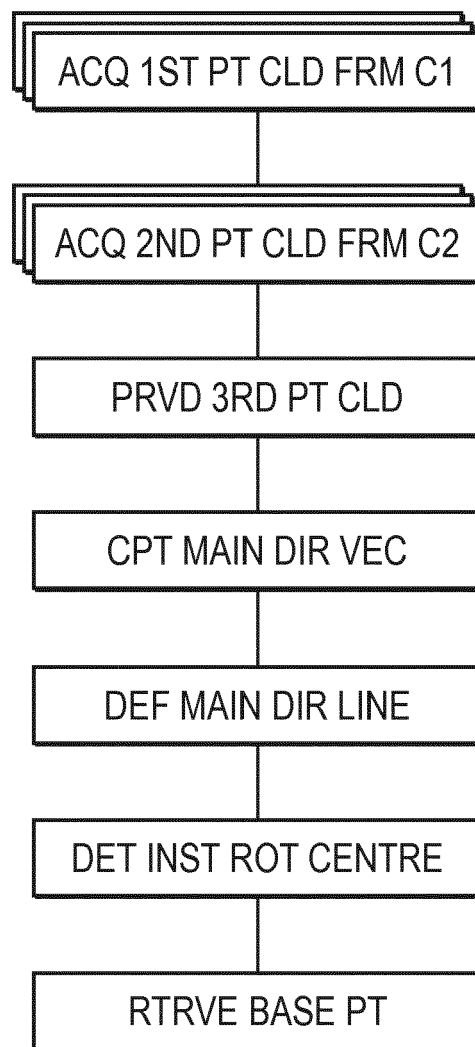 ACQ 1ST PT CLD FRM C1
ACQ 2ND PT CLD FRM C2
PRVD 3RD PT CLD
CPT MAIN DIR VEC
DEF MAIN DIR LINE
DET INST ROT CENTRE
RTRVE BASE PT